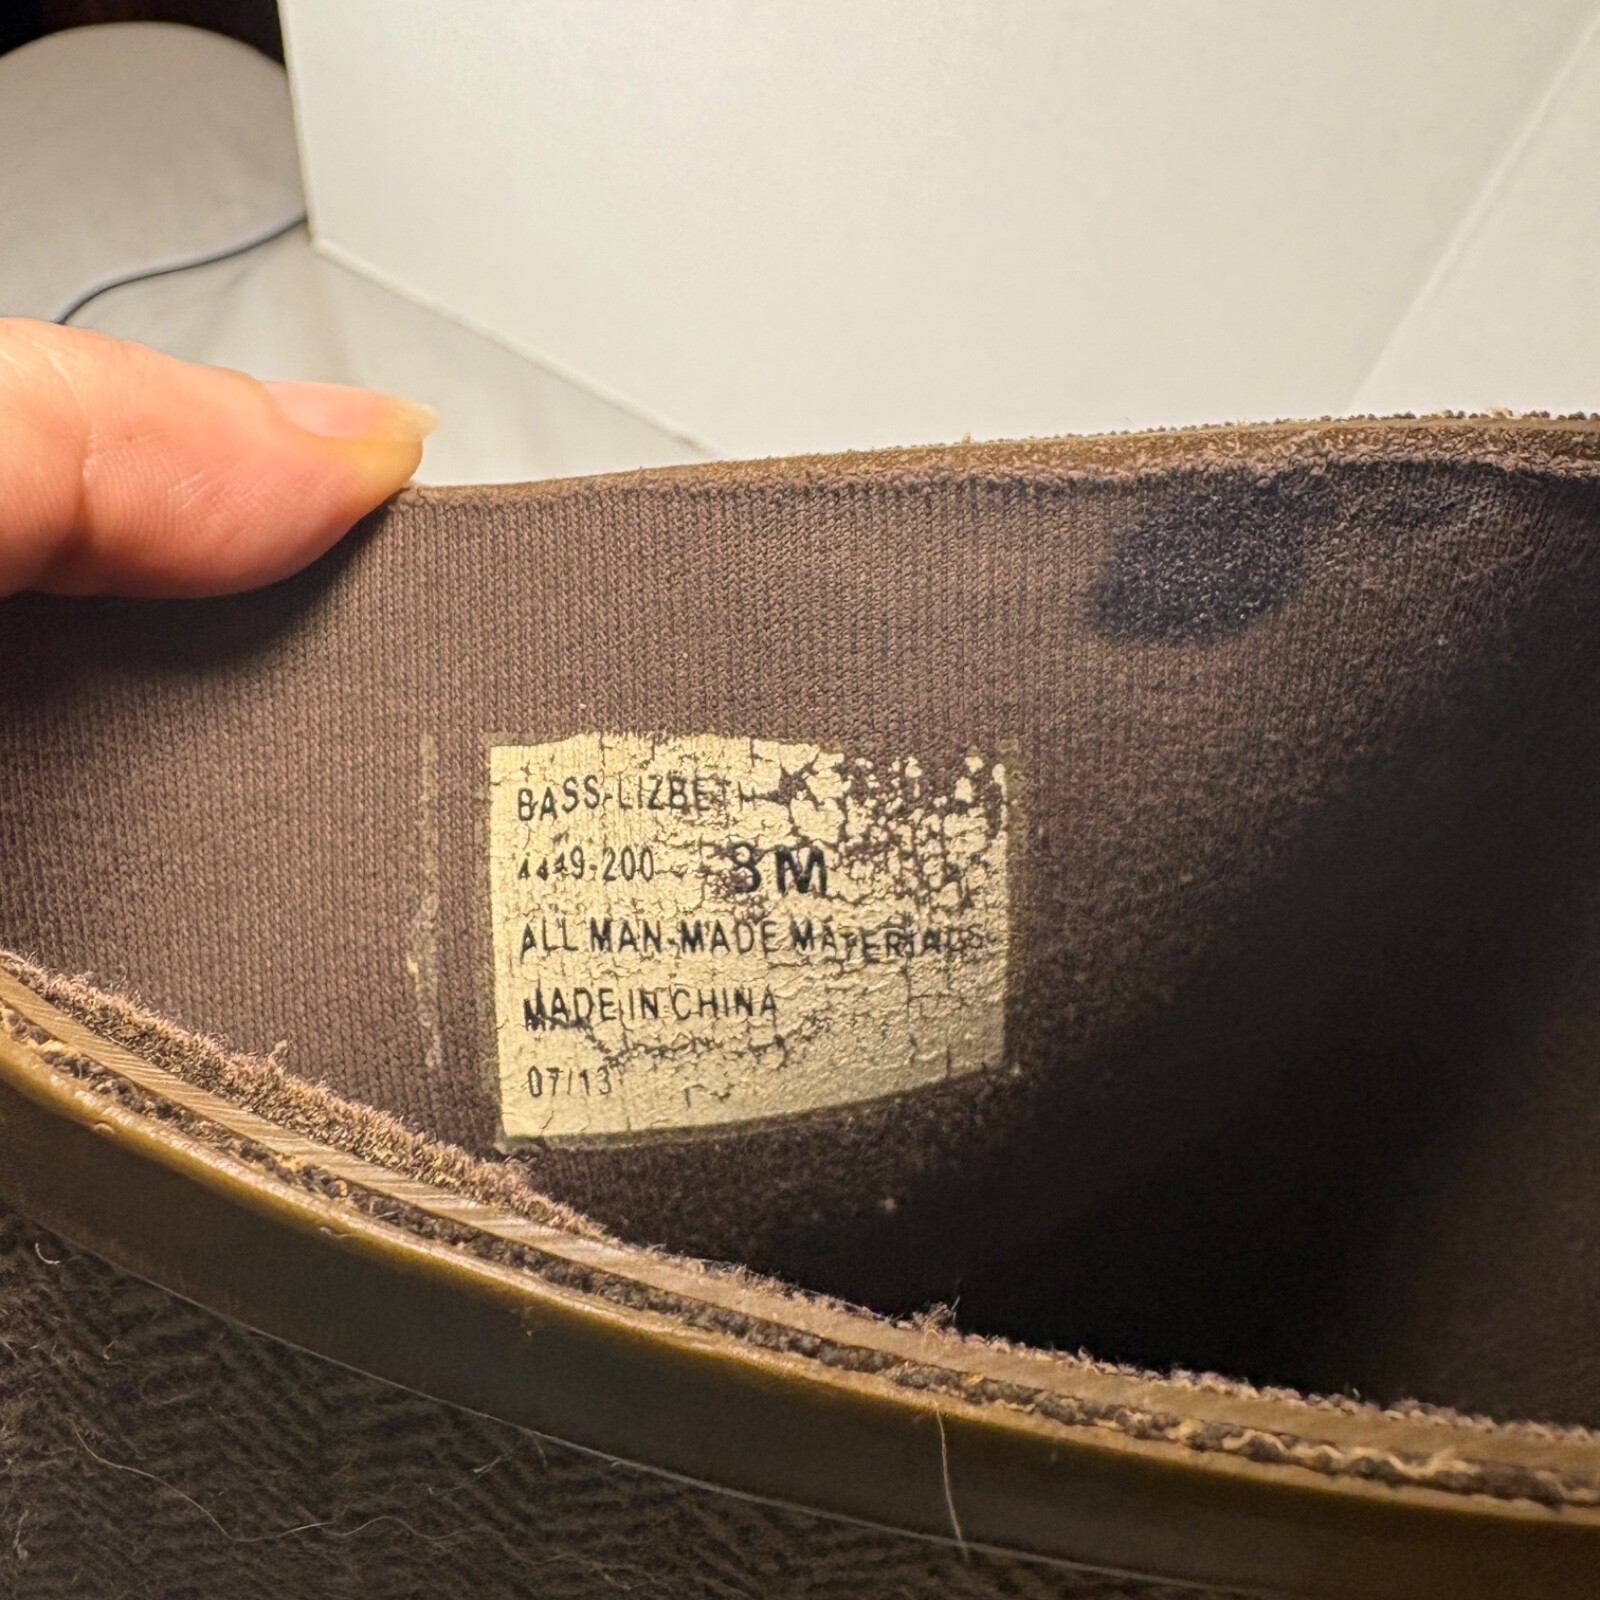 BASS-LIZBETH
4449-200 8M
ALL MAN-MADE MATERIALS
MADE IN CHINA
07/13